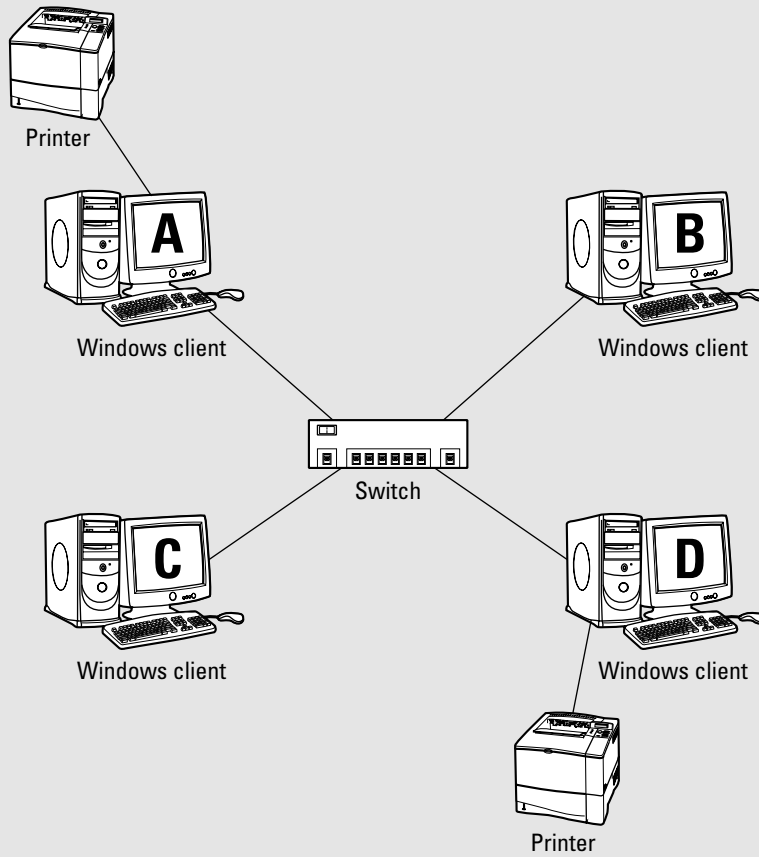 Printer
A
B
Windows client
Windows client
Switch
C
D
Windows client
Windows client
Printer